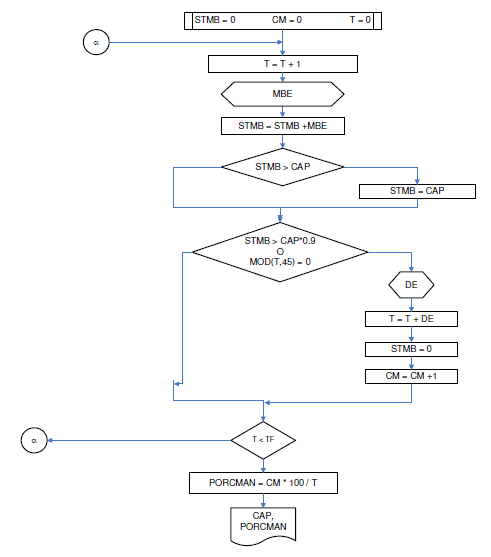 STMB = 0 CM = 0 T = 0
α
T = T + 1
MBE
STMB = STMB +MBE
STMB > CAP
STMB = CAP
STMB > CAP*0.9
O
MOD(T,45) = 0
DE
T = T + DE
STMB = 0
CM = CM +1
α
T < TF
PORCMAN = CM * 100 / T
CAP,
PORCMAN